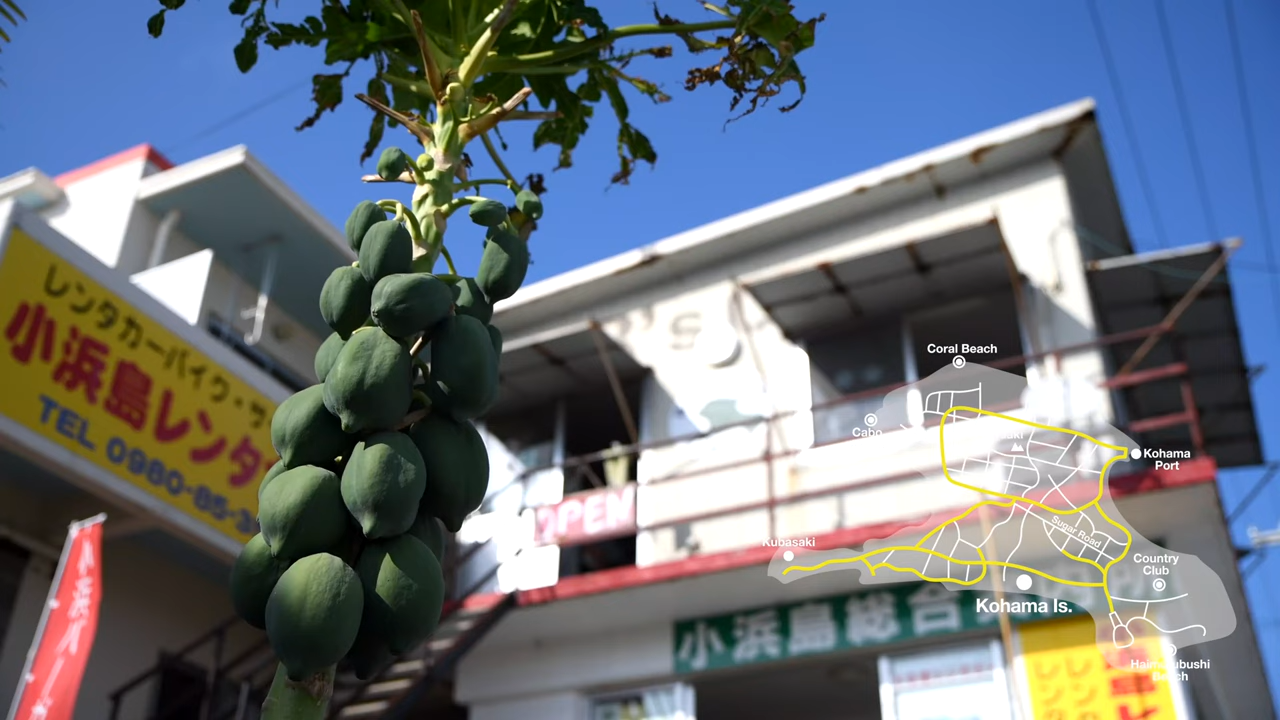 レンタカーバイク・サ
小浜島レンタ
TEL 0980-85-3
OPEN
小浜島総合
Coral Beach
Cabo
Kohama
Port
Sugar Road
Kubasaki
Country
Club
Kohama Is.
Beach